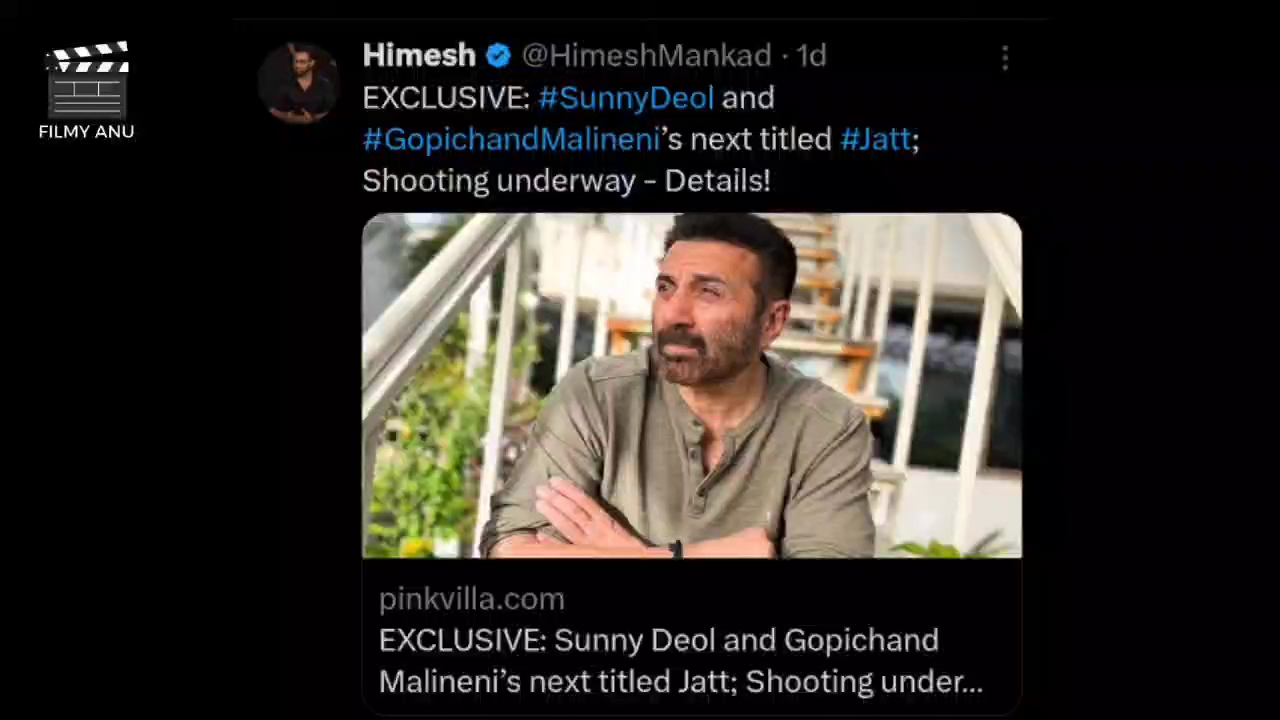 FILMY ANU
Himesh @HimeshMankad · 1d
EXCLUSIVE: #SunnyDeol and
#GopichandMalineni’s next titled #Jatt;
Shooting underway - Details!
pinkvilla.com
EXCLUSIVE: Sunny Deol and Gopichand
Malineni’s next titled Jatt; Shooting under...